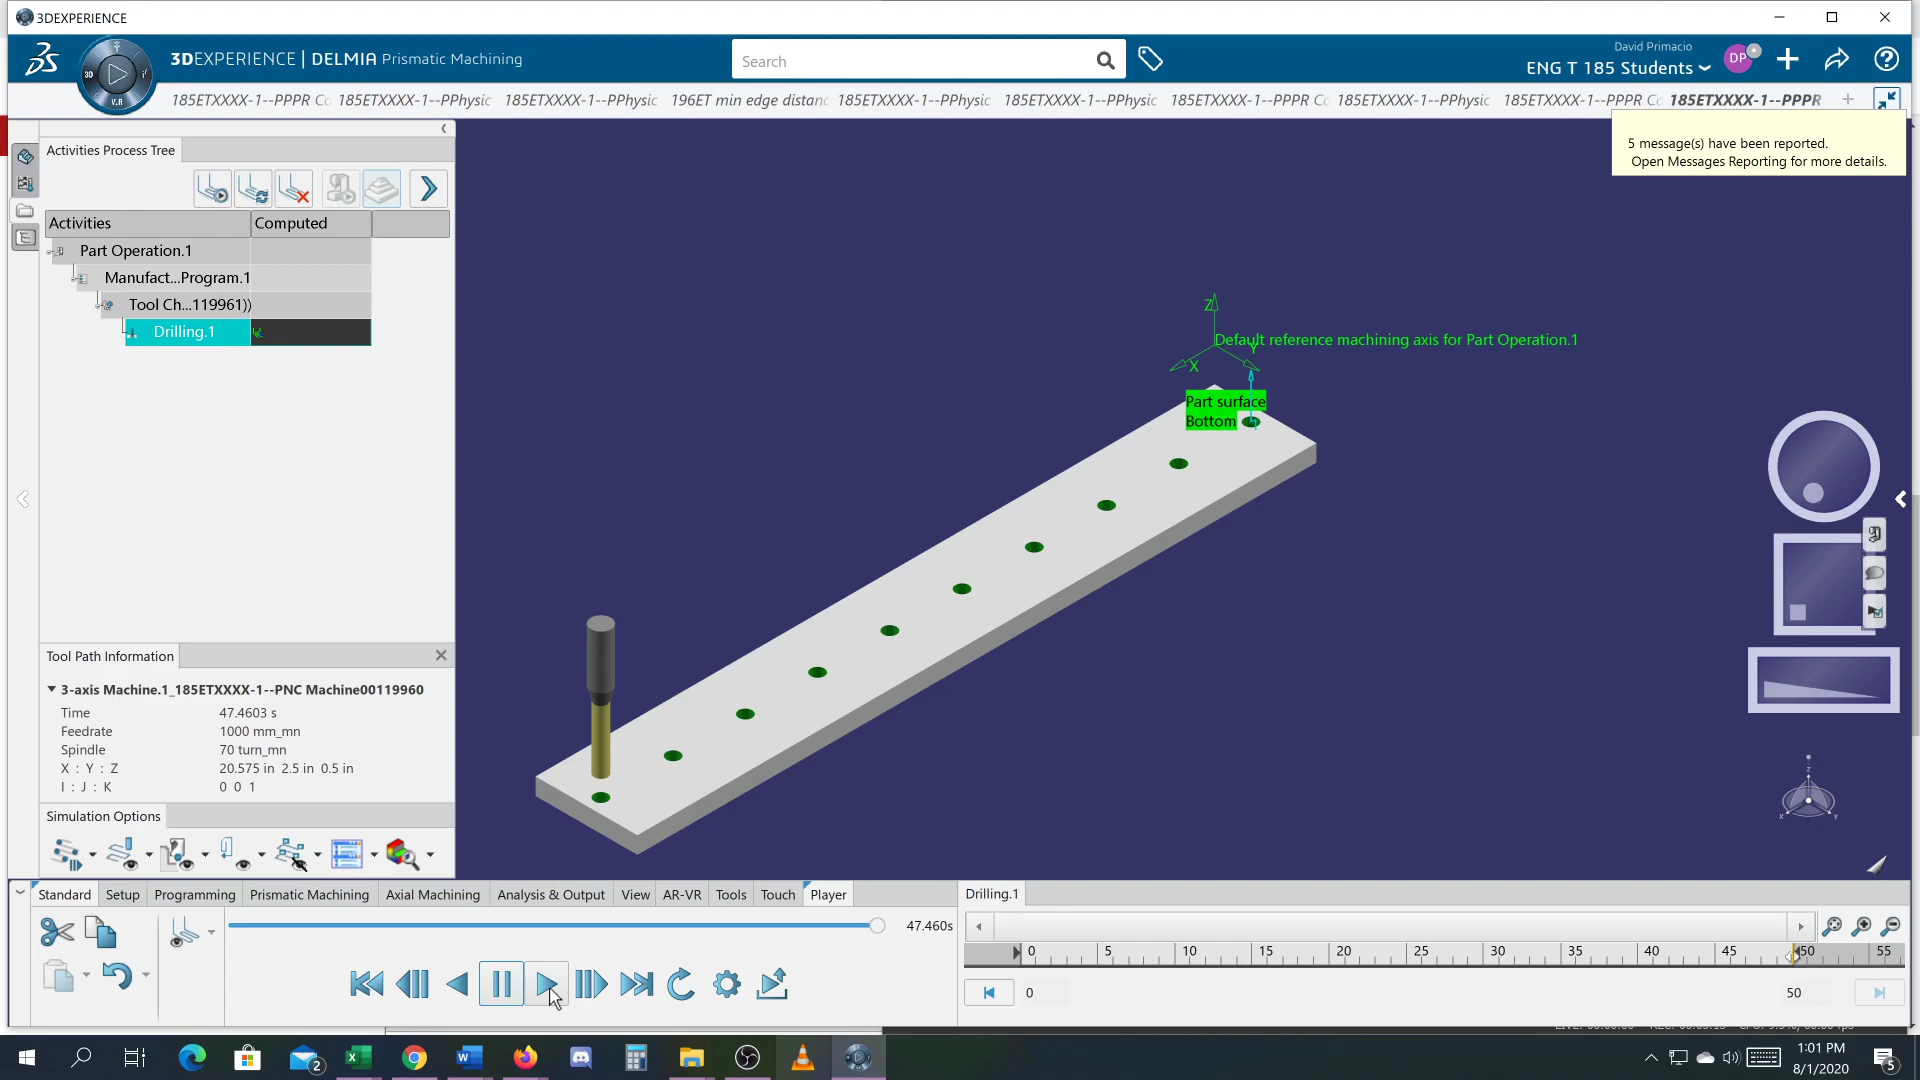 3DEXPERIENCE
3DEXPERIENCE | DELMIA Prismatic Machining
Search
David Primacio
ENG T 185 Students
DP
3D
V.R
185ETXXXX-1--PPPR Co
185ETXXXX-1--PPhysic
185ETXXXX-1--PPhysic
196ET min edge distanc
185ETXXXX-1--PPhysic
185ETXXXX-1--PPhysic
185ETXXXX-1--PPPR Co
185ETXXXX-1--PPhysic
185ETXXXX-1--PPPR Co
185ETXXXX-1--PPPR
5 message(s) have been reported.
Open Messages Reporting for more details.
Activities Process Tree
Activities
Computed
Part Operation.1
Manufact...Program.1
Tool Ch...119961))
Drilling.1
Z
Default reference machining axis for Part Operation.1
Y
X
Part surface
Bottom
Tool Path Information
3-axis Machine.1_185ETXXXX-1--PNC Machine00119960
Time 47.4603 s
Feedrate 1000 mm_mn
Spindle 70 turn_mn
X : Y : Z 20.575 in 2.5 in 0.5 in
I : J : K 0 0 1
Simulation Options
Standard Setup Programming Prismatic Machining Axial Machining Analysis & Output View AR-VR Tools Touch Player
47.460s
Drilling.1
0 5 10 15 20 25 30 35 40 45 50 55
0
50
2
1:01 PM
8/1/2020
5